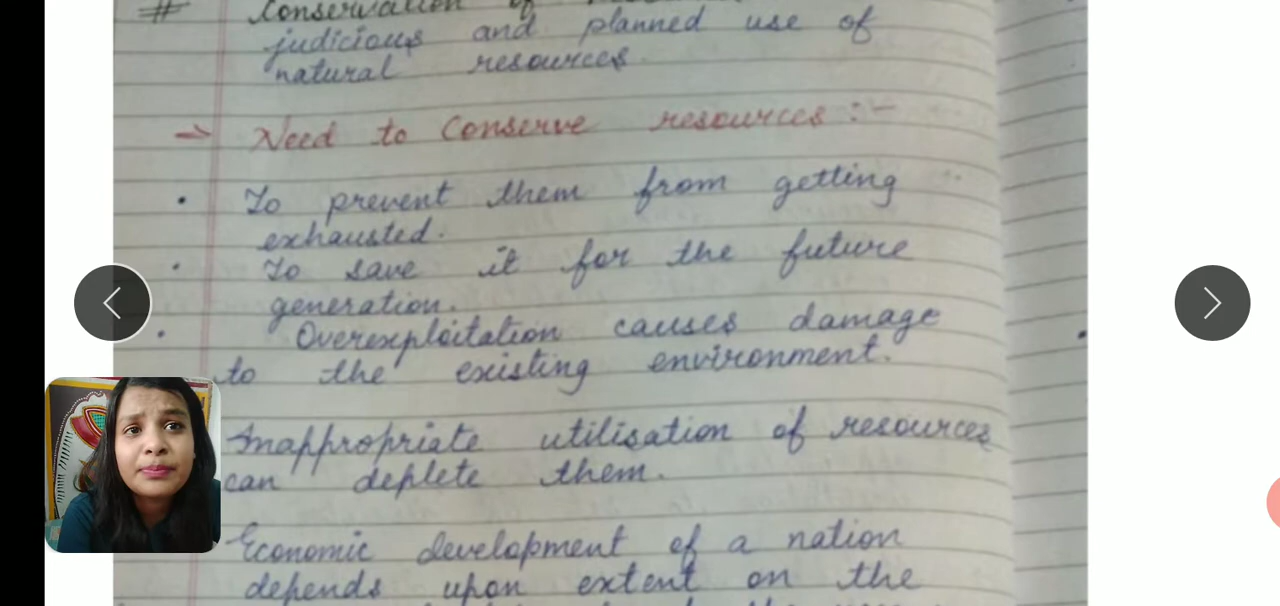 # Conservation of
judicious and planned use of
natural resources.
→ Need to Conserve resources :-
• To prevent them from getting
exhausted.
• To save it for the future
generation.
• Overexploitation causes damage
to the existing environment.
Inappropriate utilisation of resources
can deplete them.
Economic development of a nation
depends upon extent on the